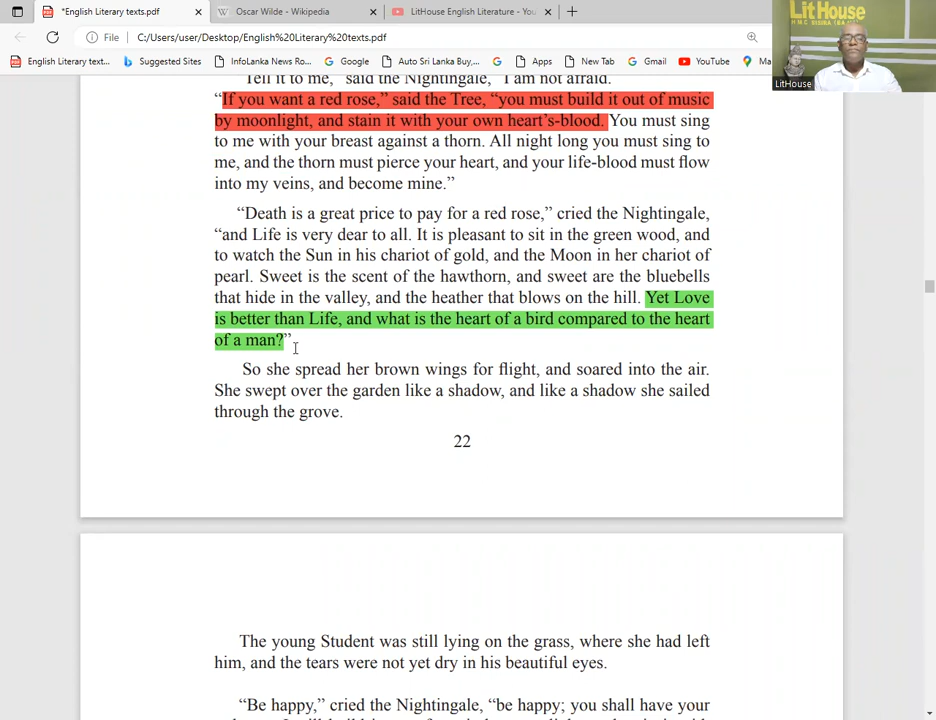 *English Literary texts.pdf
Oscar Wilde - Wikipedia
LitHouse English Literature - You
File
C:/Users/user/Desktop/English%20Literary%20texts.pdf
English Literary text...
Suggested Sites
InfoLanka News Ro...
Google
Auto Sri Lanka Buy,...
Gmail
Apps
New Tab
Gmail
YouTube
Ma
LitHouse
LitHouse
Tell it to me," said the Nightingale, "I am not afraid.
“If you want a red rose,” said the Tree, “you must build it out of music
by moonlight, and stain it with your own heart’s-blood. You must sing
to me with your breast against a thorn. All night long you must sing to
me, and the thorn must pierce your heart, and your life-blood must flow
into my veins, and become mine.”
“Death is a great price to pay for a red rose,” cried the Nightingale,
“and Life is very dear to all. It is pleasant to sit in the green wood, and
to watch the Sun in his chariot of gold, and the Moon in her chariot of
pearl. Sweet is the scent of the hawthorn, and sweet are the bluebells
that hide in the valley, and the heather that blows on the hill. Yet Love
is better than Life, and what is the heart of a bird compared to the heart
of a man?”
So she spread her brown wings for flight, and soared into the air.
She swept over the garden like a shadow, and like a shadow she sailed
through the grove.
22
The young Student was still lying on the grass, where she had left
him, and the tears were not yet dry in his beautiful eyes.
“Be happy,” cried the Nightingale, “be happy; you shall have your